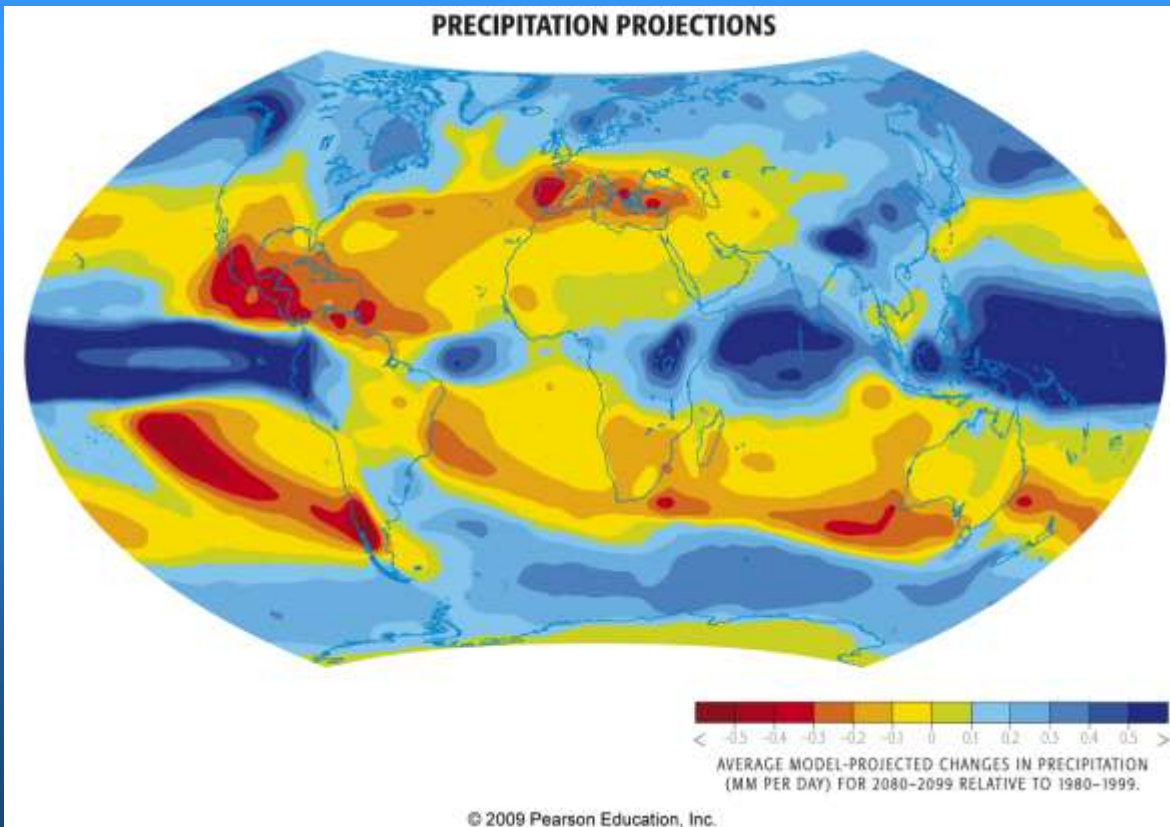 PRECIPITATION PROJECTIONS
< -0.5 -0.4 -0.3 -0.2 -0.1 0 0.1 0.2 0.3 0.4 0.5 >
AVERAGE MODEL-PROJECTED CHANGES IN PRECIPITATION
(MM PER DAY) FOR 2080–2099 RELATIVE TO 1980–1999.
© 2009 Pearson Education, Inc.